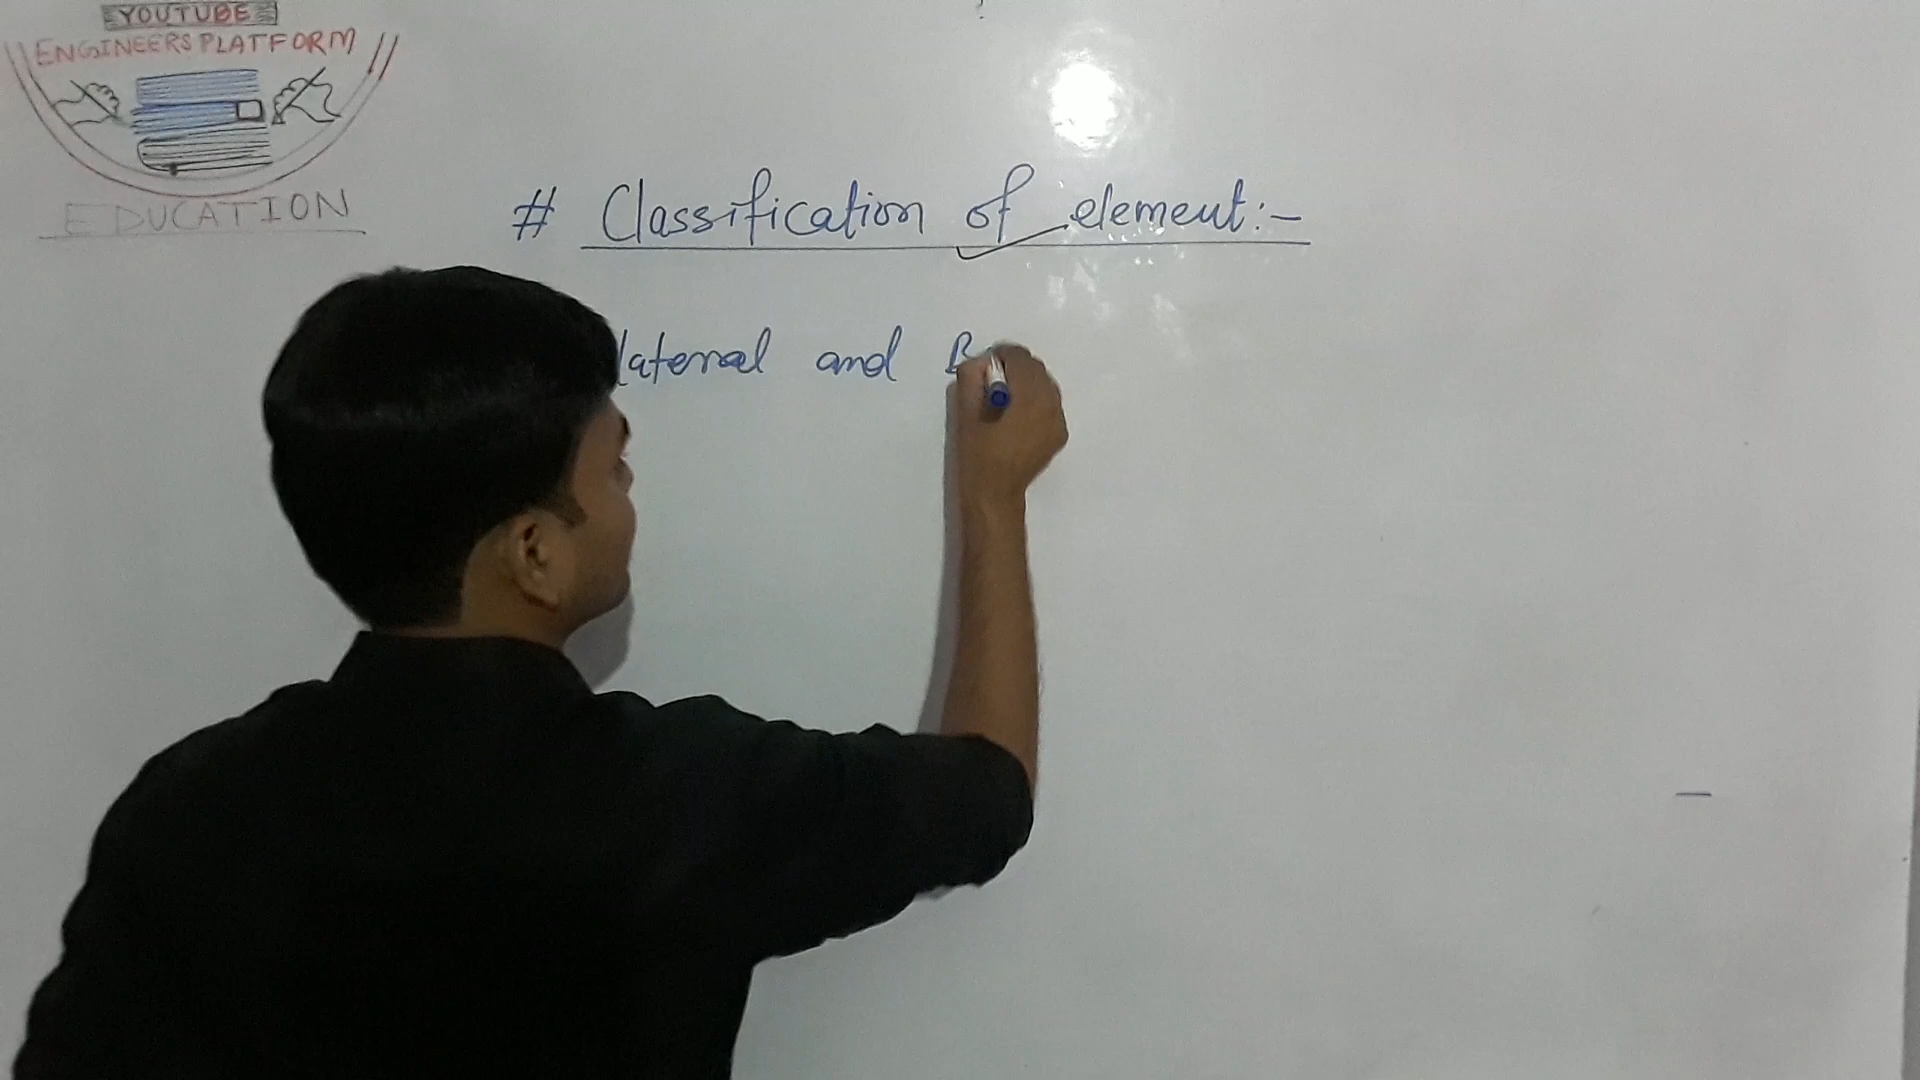 YOUTUBE
ENGINEERS PLATFORM
EDUCATION
# Classification of element:-
lateral and